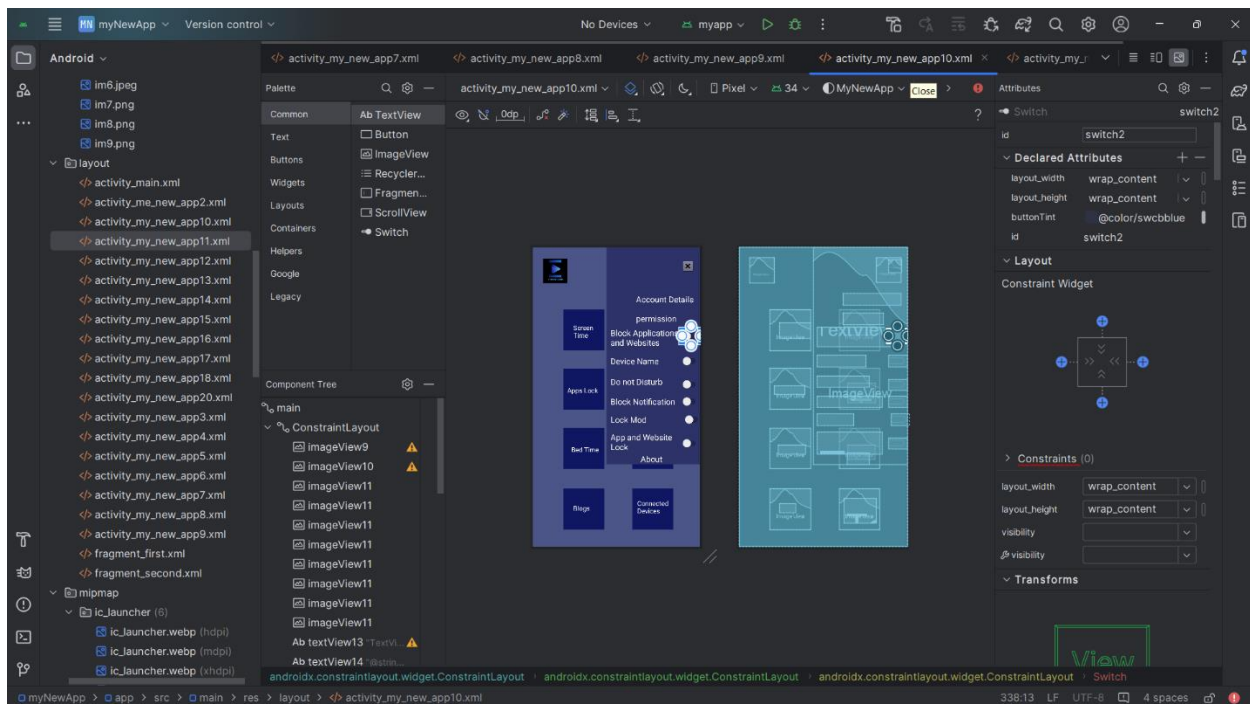 MN myNewApp Version control No Devices myapp
Android
im6.jpeg
im7.png
im8.png
im9.png
layout
activity_main.xml
activity_me_new_app2.xml
activity_my_new_app10.xml
activity_my_new_app11.xml
activity_my_new_app12.xml
activity_my_new_app13.xml
activity_my_new_app14.xml
activity_my_new_app15.xml
activity_my_new_app16.xml
activity_my_new_app17.xml
activity_my_new_app18.xml
activity_my_new_app20.xml
activity_my_new_app3.xml
activity_my_new_app4.xml
activity_my_new_app5.xml
activity_my_new_app6.xml
activity_my_new_app7.xml
activity_my_new_app8.xml
activity_my_new_app9.xml
fragment_first.xml
fragment_second.xml
mipmap
ic_launcher (6)
ic_launcher.webp (hdpi)
ic_launcher.webp (mdpi)
ic_launcher.webp (xhdpi)
activity_my_new_app7.xml activity_my_new_app8.xml activity_my_new_app9.xml activity_my_new_app10.xml activity_my_r
Palette
Common
Text
Buttons
Widgets
Layouts
Containers
Helpers
Google
Legacy
Ab TextView
Button
ImageView
Recycler...
Fragmen...
ScrollView
Switch
Component Tree
main
ConstraintLayout
imageView9
imageView10
imageView11
imageView11
imageView11
imageView11
imageView11
imageView11
imageView11
imageView11
Ab textView13 "TextVi...
Ab textView14 "@strin...
activity_my_new_app10.xml Pixel 34 MyNewApp Close
0dp ?
Account Details
permission
Block Applications
and Websites
Device Name
Do not Disturb
Block Notification
Lock Mod
App and Website
Lock
About
Screen
Time
Apps Lock
Bed Time
Blogs
Connected
Devices
TextView
ImageView
Attributes
Switch switch2
id switch2
Declared Attributes
layout_width wrap_content
layout_height wrap_content
buttonTint @color/swcbblue
id switch2
Layout
Constraint Widget
Constraints (0)
layout_width wrap_content
layout_height wrap_content
visibility
visibility
Transforms
View
androidx.constraintlayout.widget.ConstraintLayout androidx.constraintlayout.widget.ConstraintLayout androidx.constraintlayout.widget.ConstraintLayout Switch
myNewApp > app > src > main > res > layout > activity_my_new_app10.xml 338:13 LF UTF-8 4 spaces